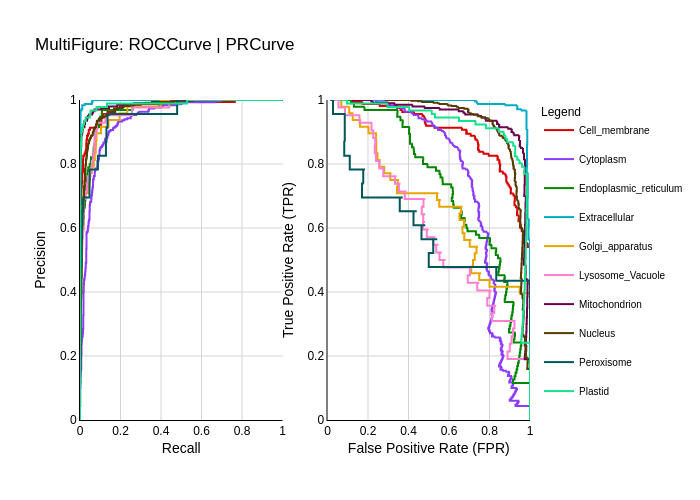 MultiFigure: ROCCurve | PRCurve
1
0.8
0.6
0.4
0.2
0
Precision
0 0.2 0.4 0.6 0.8 1
Recall
1
0.8
0.6
0.4
0.2
0
True Positive Rate (TPR)
0 0.2 0.4 0.6 0.8 1
False Positive Rate (FPR)
Legend
Cell_membrane
Cytoplasm
Endoplasmic_reticulum
Extracellular
Golgi_apparatus
Lysosome_Vacuole
Mitochondrion
Nucleus
Peroxisome
Plastid